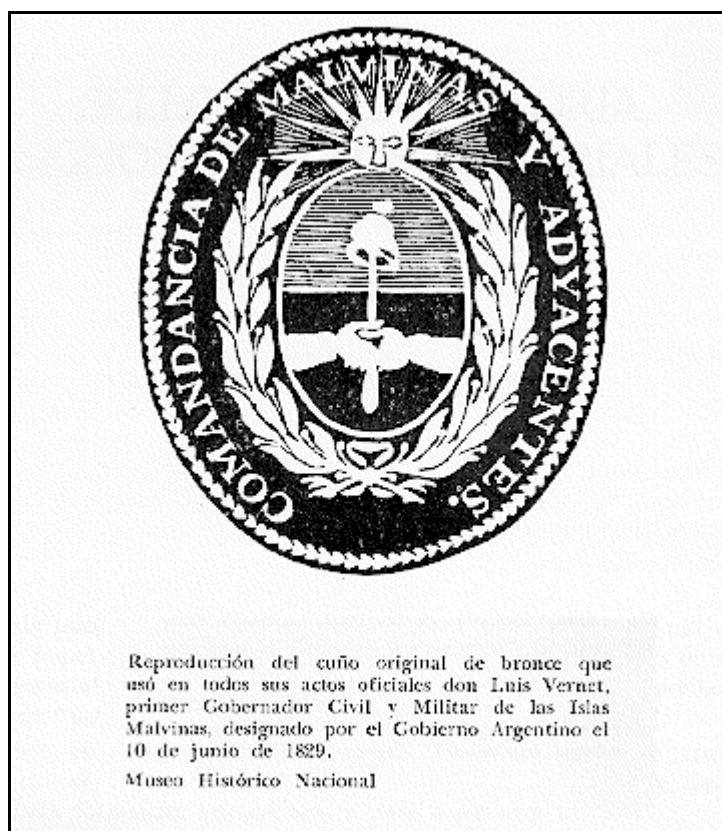 COMANDANCIA DE MALVINAS Y ADYACENTES.
Reproducción del cuño original de bronce que
usó en todos sus actos oficiales don Luis Vernet,
primer Gobernador Civil y Militar de las Islas
Malvinas, designado por el Gobierno Argentino el
10 de junio de 1829.
Museo Histórico Nacional